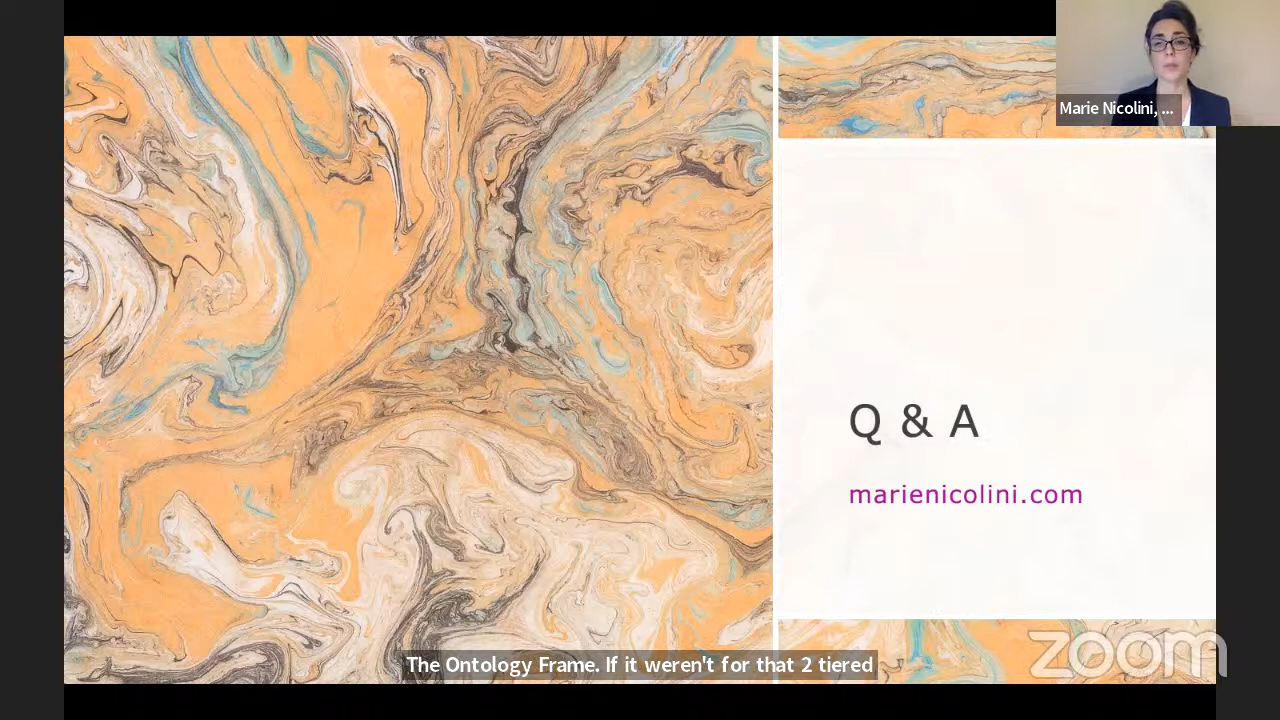 Marie Nicolini, ...
Q & A
marienicolini.com
The Ontology Frame. If it weren't for that 2 tiered
zoom